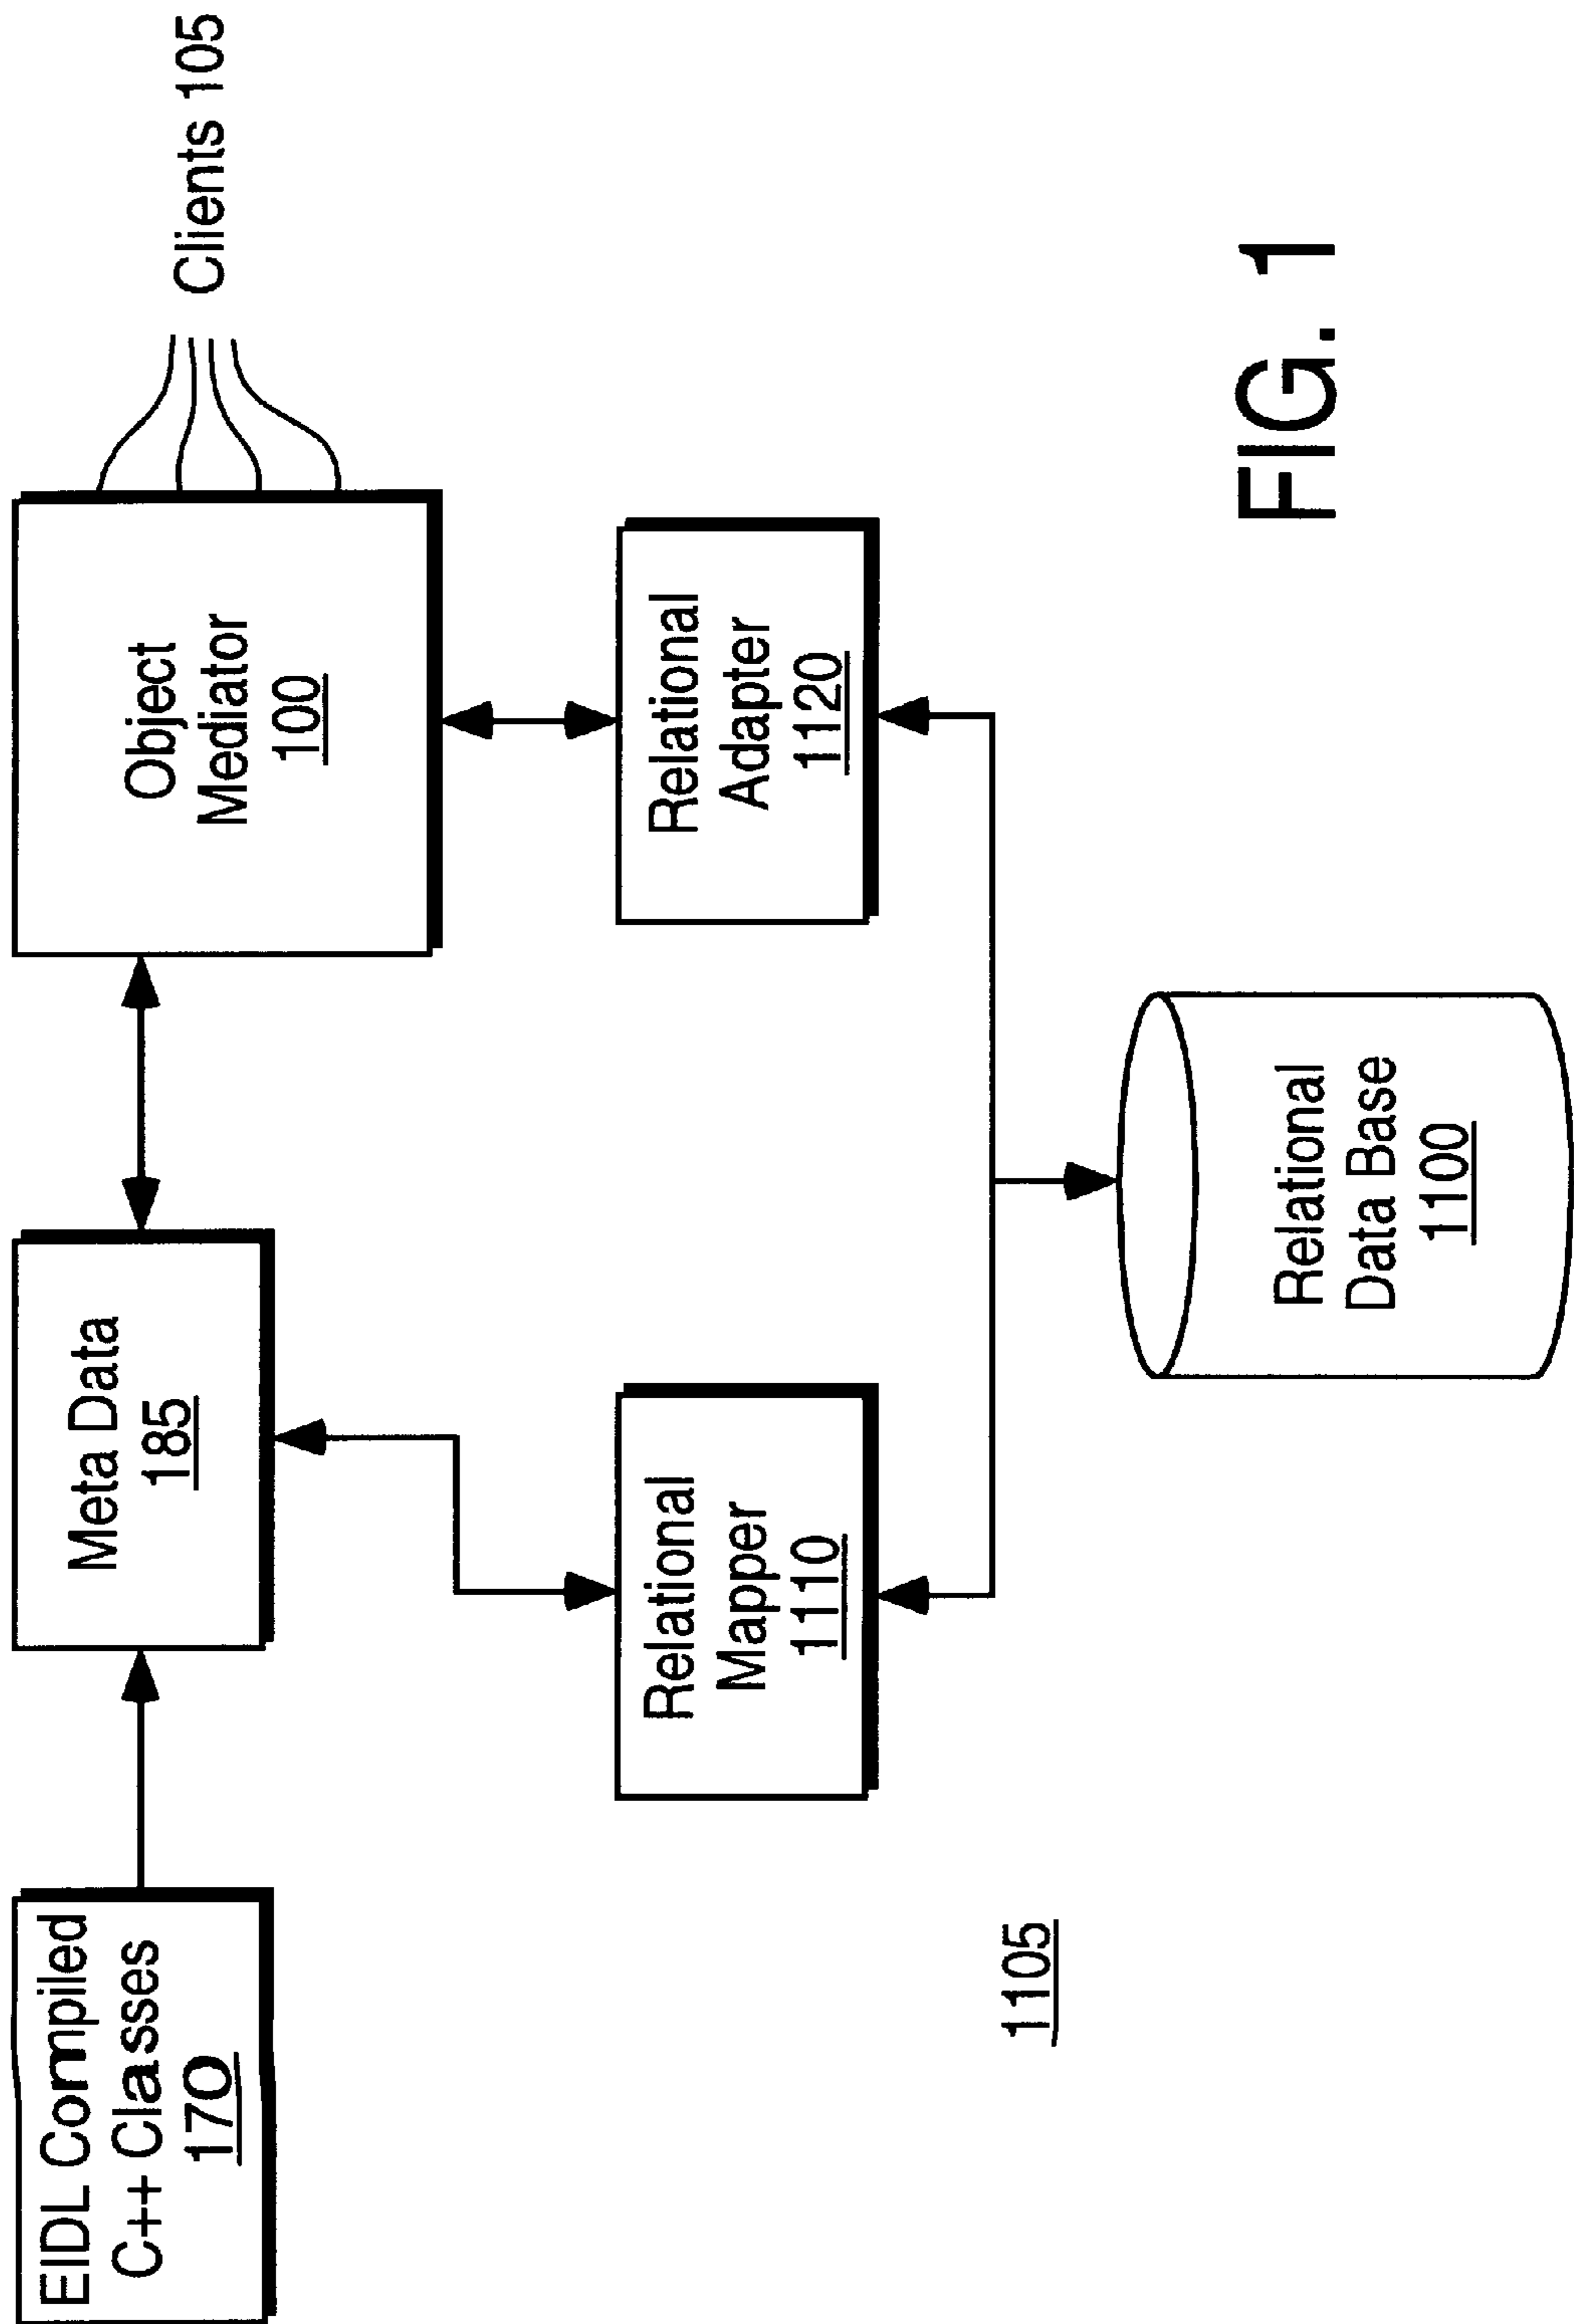 EIDL Compiled
C++ Classes
170
Meta Data
185
Object
Mediator
100
Clients 105
Relational
Mapper
1110
Relational
Adapter
1120
1105
Relational
Data Base
1100
FIG. 1